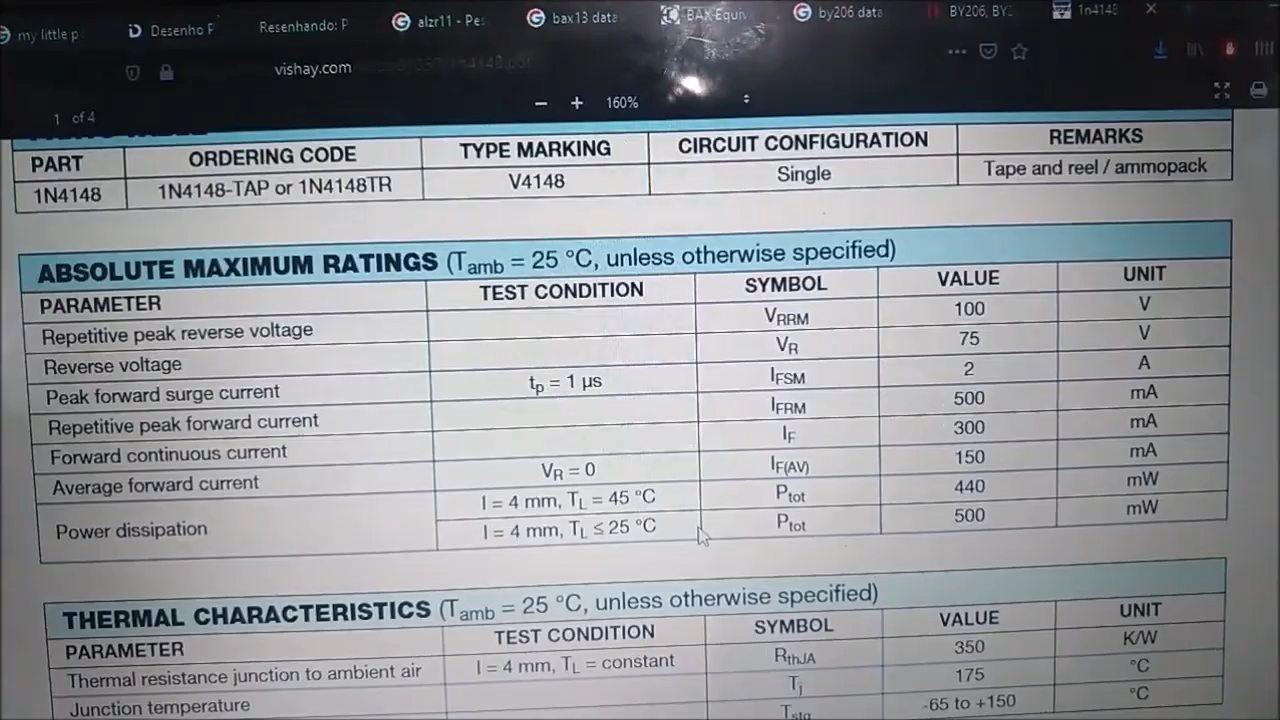 my little p
Desenho P
Resenhando: P
alzr11 - Pe
bax13 data
BAX Equiv
by206 data
BY206, BY
1n4148
vishay.com
1 of 4
160%
PART ORDERING CODE TYPE MARKING CIRCUIT CONFIGURATION REMARKS
1N4148 1N4148-TAP or 1N4148TR V4148 Single Tape and reel / ammopack
ABSOLUTE MAXIMUM RATINGS (Tamb = 25 °C, unless otherwise specified)
PARAMETER TEST CONDITION SYMBOL VALUE UNIT
Repetitive peak reverse voltage VRRM 100 V
Reverse voltage VR 75 V
Peak forward surge current tp = 1 µs IFSM 2 A
Repetitive peak forward current IFRM 500 mA
Forward continuous current IF 300 mA
Average forward current VR = 0 IF(AV) 150 mA
Power dissipation l = 4 mm, TL = 45 °C Ptot 440 mW
l = 4 mm, TL ≤ 25 °C Ptot 500 mW
THERMAL CHARACTERISTICS (Tamb = 25 °C, unless otherwise specified)
PARAMETER TEST CONDITION SYMBOL VALUE UNIT
Thermal resistance junction to ambient air l = 4 mm, TL = constant RthJA 350 K/W
Junction temperature Tj 175 °C
Tstg -65 to +150 °C